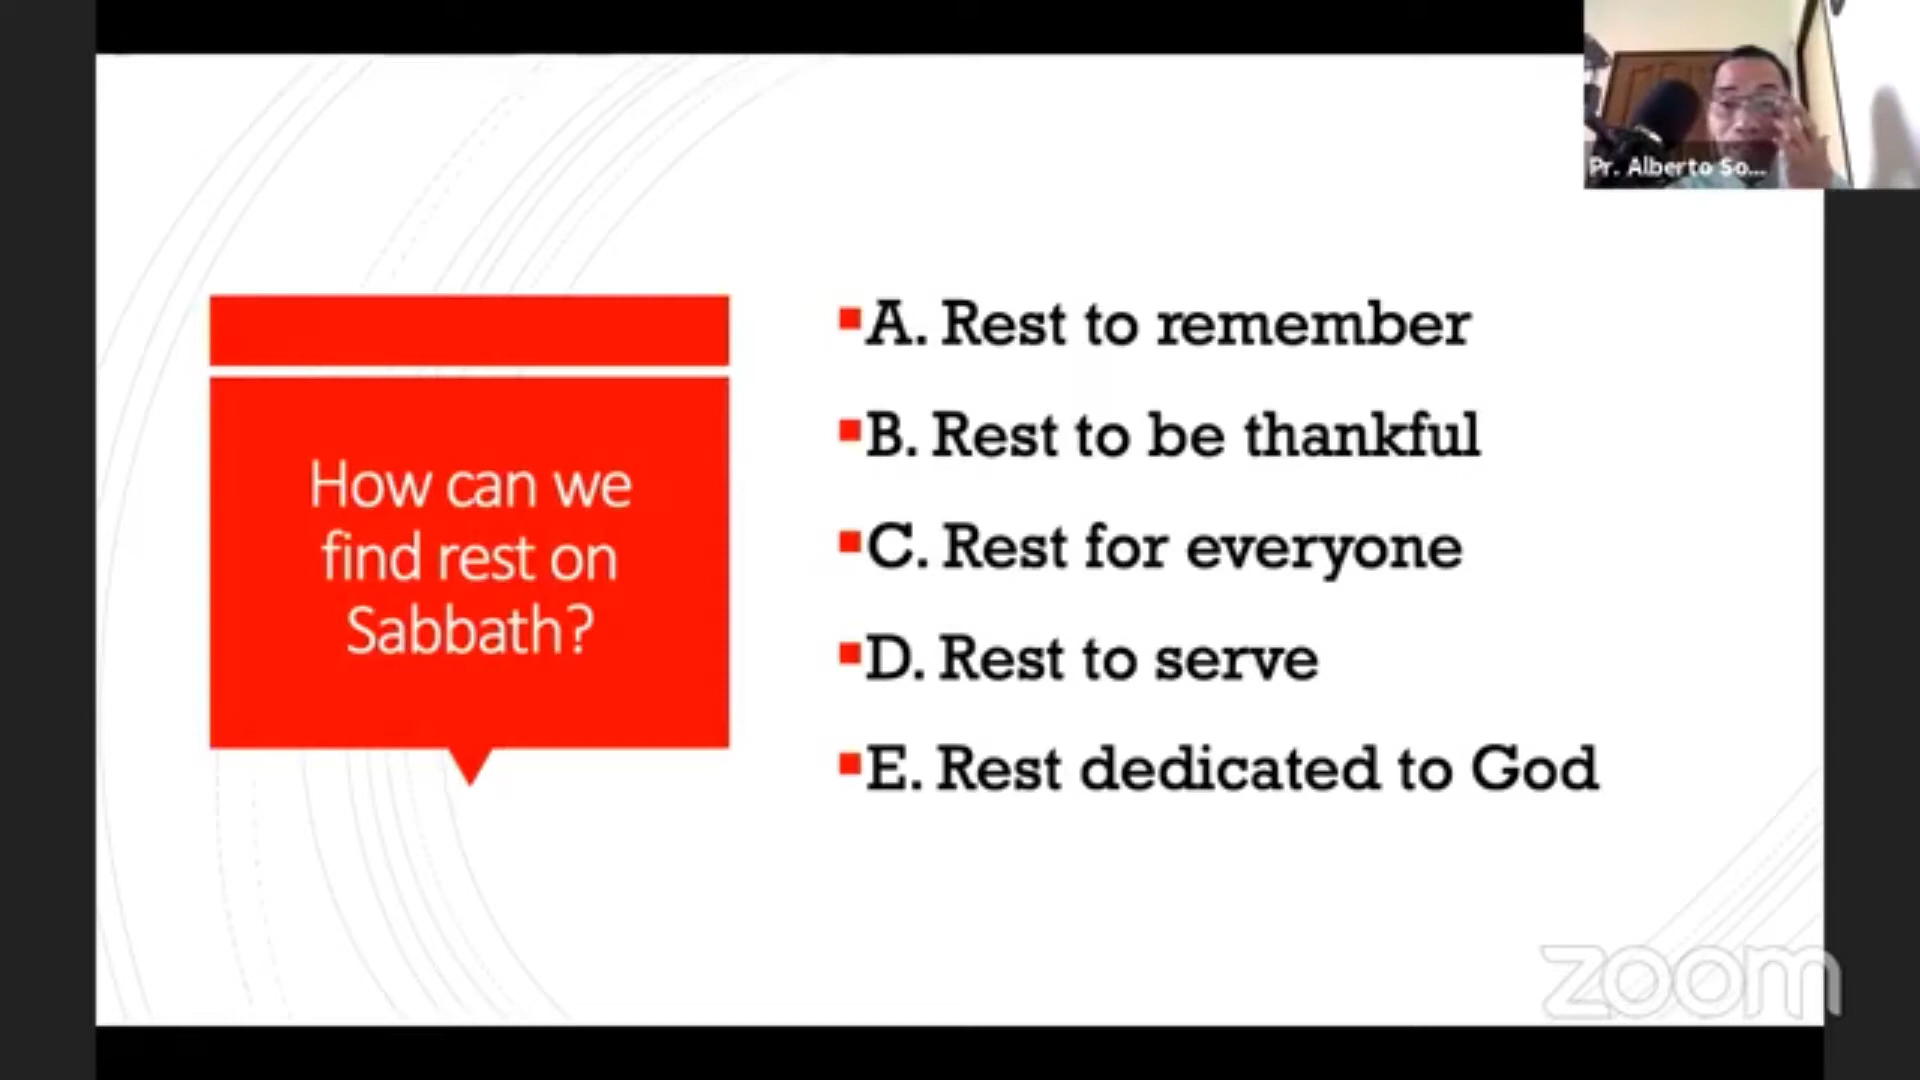 Pr. Alberto So...
How can we
find rest on
Sabbath?
A. Rest to remember
B. Rest to be thankful
C. Rest for everyone
D. Rest to serve
E. Rest dedicated to God
zoom